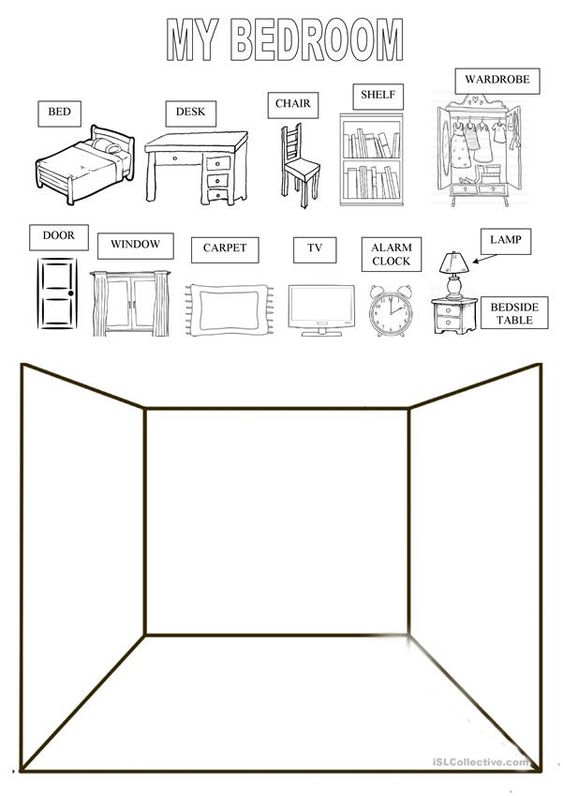 MY BEDROOM
BED
DESK
CHAIR
SHELF
WARDROBE
DOOR
WINDOW
CARPET
TV
ALARM
CLOCK
LAMP
BEDSIDE
TABLE
iSLCollective.com